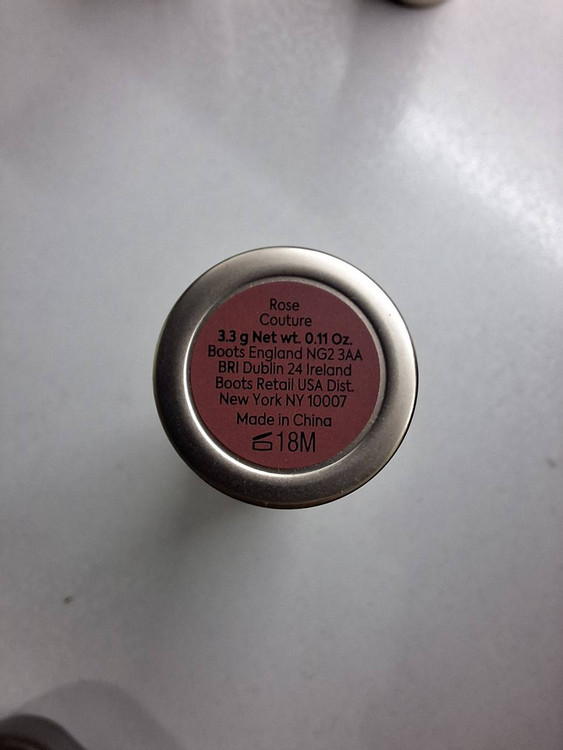 Rose
Couture
3.3 g Net wt. 0.11 Oz.
Boots England NG2 3AA
BRI Dublin 24 Ireland
Boots Retail USA Dist.
New York NY 10007
Made in China
18M